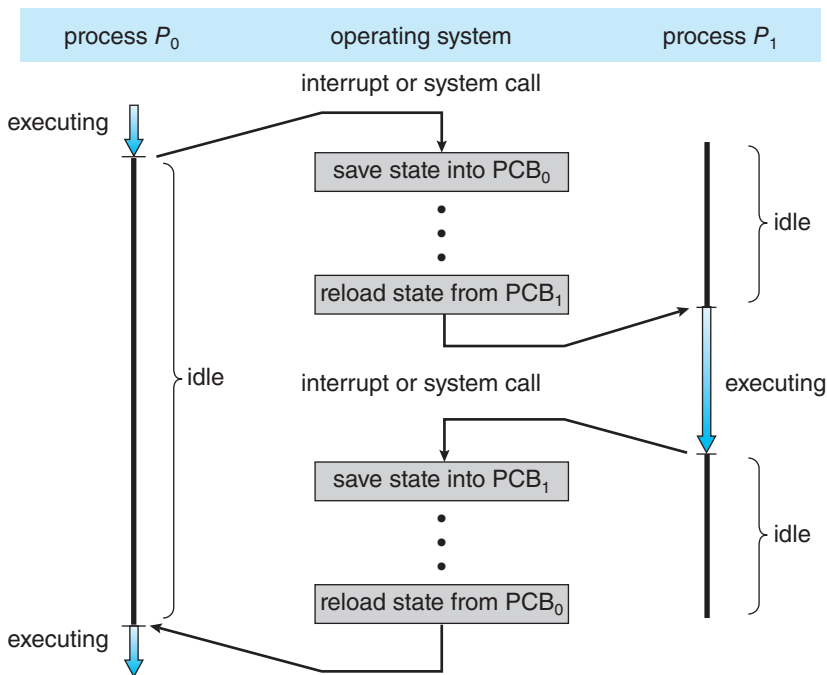 process P₀ operating system process P₁
interrupt or system call
executing
save state into PCB₀
idle
reload state from PCB₁
idle
interrupt or system call
executing
save state into PCB₁
idle
reload state from PCB₀
executing